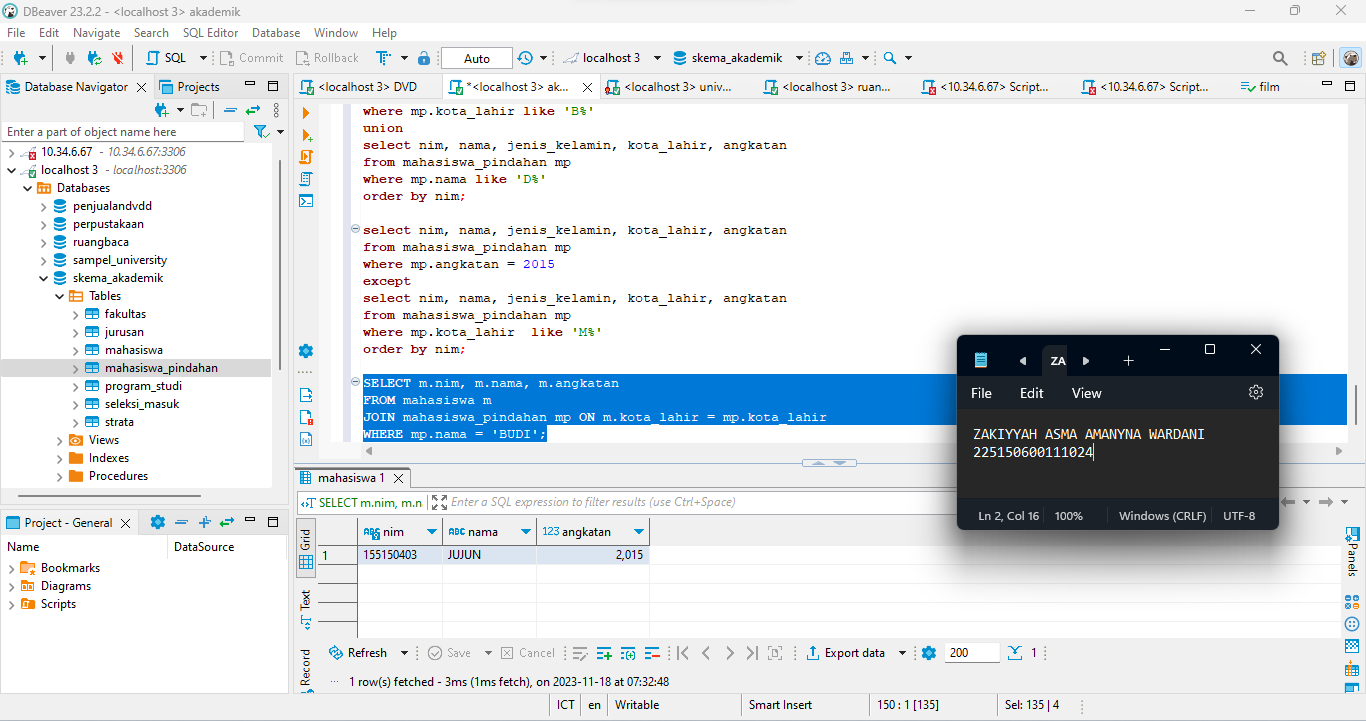 DBeaver 23.2.2 - <localhost 3> akademik
File Edit Navigate Search SQL Editor Database Window Help
SQL Commit Rollback Auto localhost 3 skema_akademik
Database Navigator Projects
<localhost 3> DVD *<localhost 3> ak... <localhost 3> univ... <localhost 3> ruan... <10.34.6.67> Script... <10.34.6.67> Script... film
Enter a part of object name here
10.34.6.67 - 10.34.6.67:3306
localhost 3 - localhost:3306
Databases
penjualandvdd
perpustakaan
ruangbaca
sampel_university
skema_akademik
Tables
fakultas
jurusan
mahasiswa
mahasiswa_pindahan
program_studi
seleksi_masuk
strata
Views
Indexes
Procedures
where mp.kota_lahir like 'B%'
union
select nim, nama, jenis_kelamin, kota_lahir, angkatan
from mahasiswa_pindahan mp
where mp.nama like 'D%'
order by nim;
select nim, nama, jenis_kelamin, kota_lahir, angkatan
from mahasiswa_pindahan mp
where mp.angkatan = 2015
except
select nim, nama, jenis_kelamin, kota_lahir, angkatan
from mahasiswa_pindahan mp
where mp.kota_lahir  like 'M%'
order by nim;
SELECT m.nim, m.nama, m.angkatan
FROM mahasiswa m
JOIN mahasiswa_pindahan mp ON m.kota_lahir = mp.kota_lahir
WHERE mp.nama = 'BUDI';
ZA
File Edit View
ZAKIYYAH ASMA AMANYNA WARDANI
225150600111024
Ln 2, Col 16 100% Windows (CRLF) UTF-8
Project - General
Name DataSource
Bookmarks
Diagrams
Scripts
mahasiswa 1
SELECT m.nim, m.n Enter a SQL expression to filter results (use Ctrl+Space)
Grid
Text
Record
ABC nim ABC nama 123 angkatan
1 155150403 JUJUN 2,015
Panels
Refresh Save Cancel Export data 200 1
1 row(s) fetched - 3ms (1ms fetch), on 2023-11-18 at 07:32:48
ICT en Writable Smart Insert 150 : 1 [135] Sel: 135 | 4